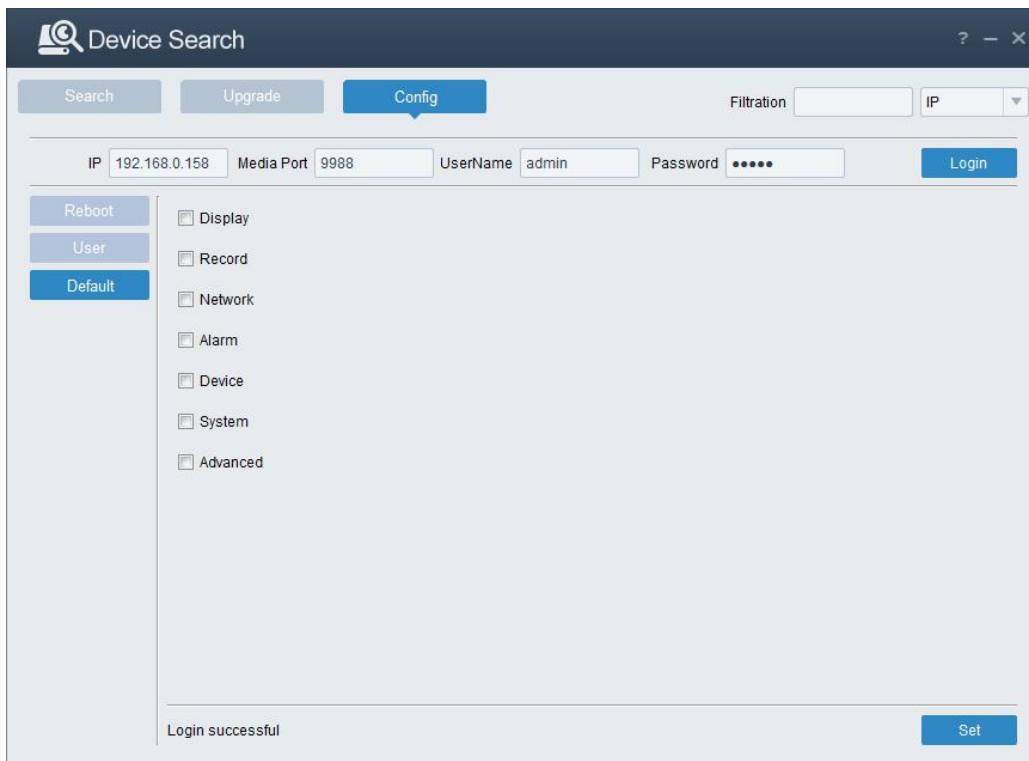 Device Search
? – ×
Search Upgrade Config Filtration IP
IP 192.168.0.158 Media Port 9988 UserName admin Password ••••• Login
Reboot
User
Default
Display
Record
Network
Alarm
Device
System
Advanced
Login successful Set